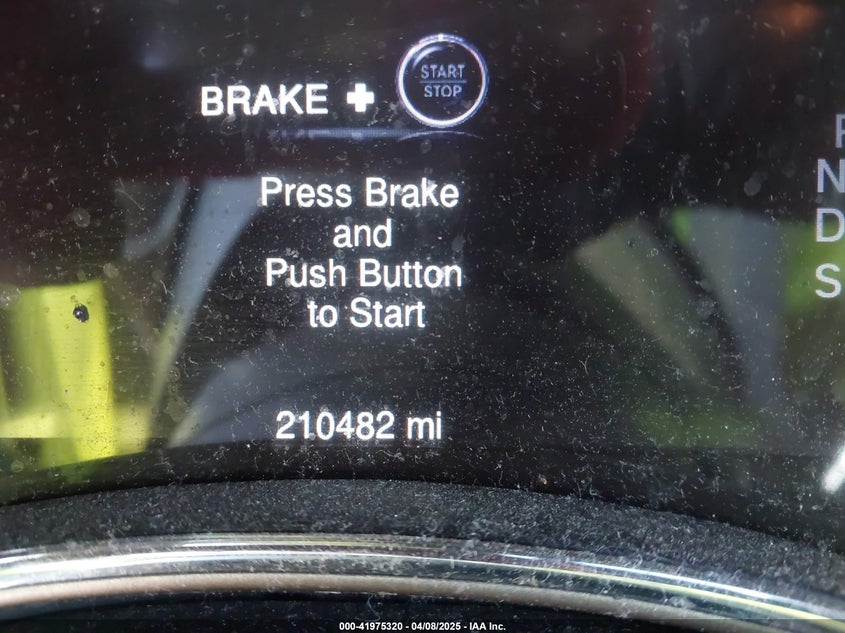 BRAKE + START STOP
Press Brake
and
Push Button
to Start
210482 mi
N
D
S
000-41975320 - 04/08/2025 - IAA Inc.